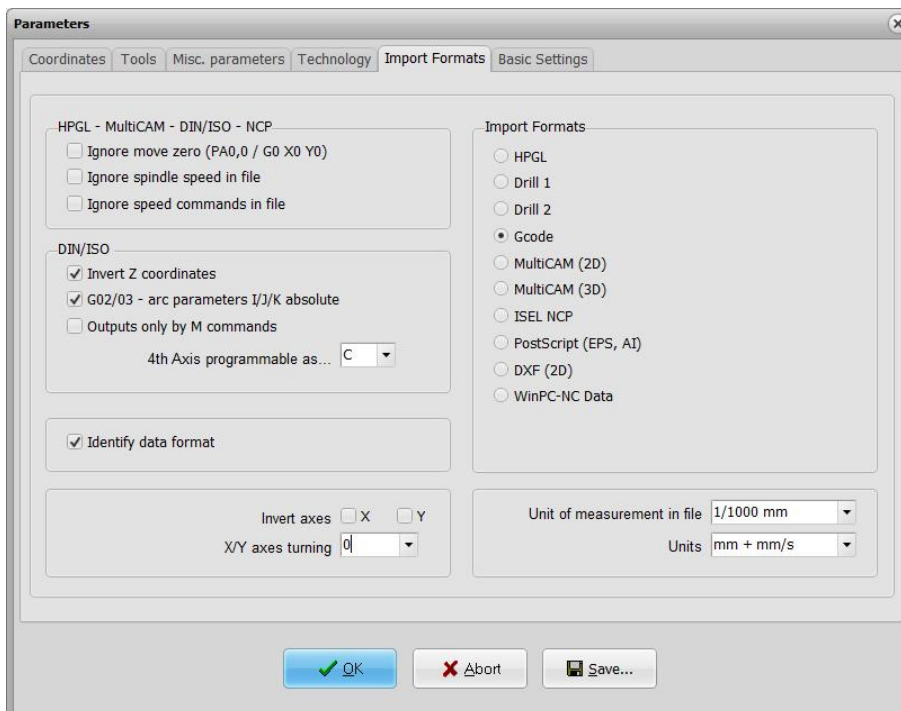 Parameters
Coordinates Tools Misc. parameters Technology Import Formats Basic Settings
HPGL - MultiCAM - DIN/ISO - NCP
Ignore move zero (PA0,0 / G0 X0 Y0)
Ignore spindle speed in file
Ignore speed commands in file
DIN/ISO
Invert Z coordinates
G02/03 - arc parameters I/J/K absolute
Outputs only by M commands
4th Axis programmable as... C
Identify data format
Invert axes X Y
X/Y axes turning 0
Import Formats
HPGL
Drill 1
Drill 2
Gcode
MultiCAM (2D)
MultiCAM (3D)
ISEL NCP
PostScript (EPS, AI)
DXF (2D)
WinPC-NC Data
Unit of measurement in file 1/1000 mm
Units mm + mm/s
OK Abort Save...